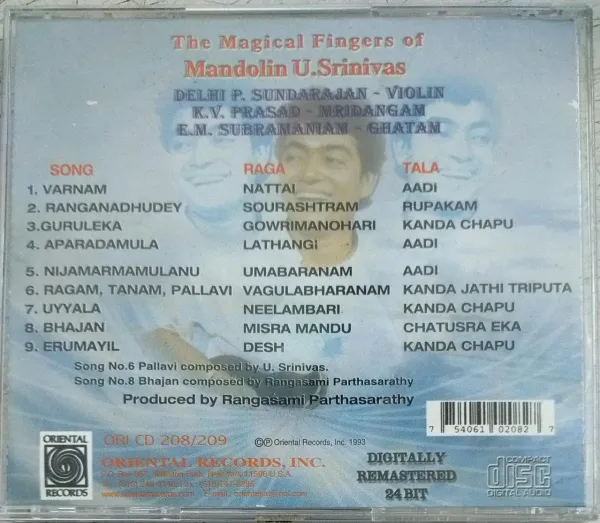 The Magical Fingers of
Mandolin U.Srinivas
DELHI P. SUNDARAJAN - VIOLIN
K.V. PRASAD - MRIDANGAM
E.M. SUBRAMANIAN - GHATAM
SONG RAGA TALA
1. VARNAM NATTAI AADI
2. RANGANADHUDEY SOURASHTRAM RUPAKAM
3.GURULEKA GOWRIMANOHARI KANDA CHAPU
4. APARADAMULA LATHANGI AADI
5. NIJAMARMAMULANU UMABARANAM AADI
6. RAGAM, TANAM, PALLAVI VAGULABHARANAM KANDA JATHI TRIPUTA
7. UYYALA NEELAMBARI KANDA CHAPU
8. BHAJAN MISRA MANDU CHATUSRA EKA
9. ERUMAYIL DESH KANDA CHAPU
Song No.6 Pallavi composed by U. Srinivas.
Song No.8 Bhajan composed by Rangasami Parthasarathy
Produced by Rangasami Parthasarathy
ORIENTAL
RECORDS
ORI CD 208/209
©℗ Oriental Records, Inc. 1993
ORIENTAL RECORDS, INC.
DIGITALLY
REMASTERED
24 BIT
7 54061 02082 7
COMPACT
disc
DIGITAL AUDIO